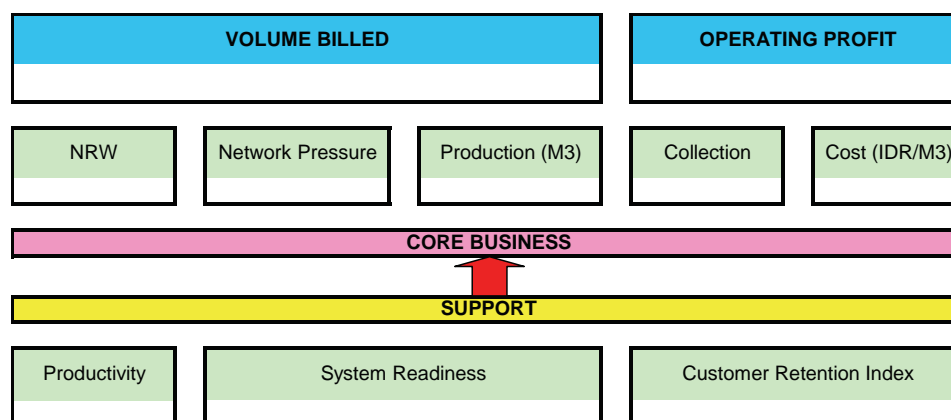 VOLUME BILLED
OPERATING PROFIT
NRW
Network Pressure
Production (M3)
Collection
Cost (IDR/M3)
CORE BUSINESS
SUPPORT
Productivity
System Readiness
Customer Retention Index